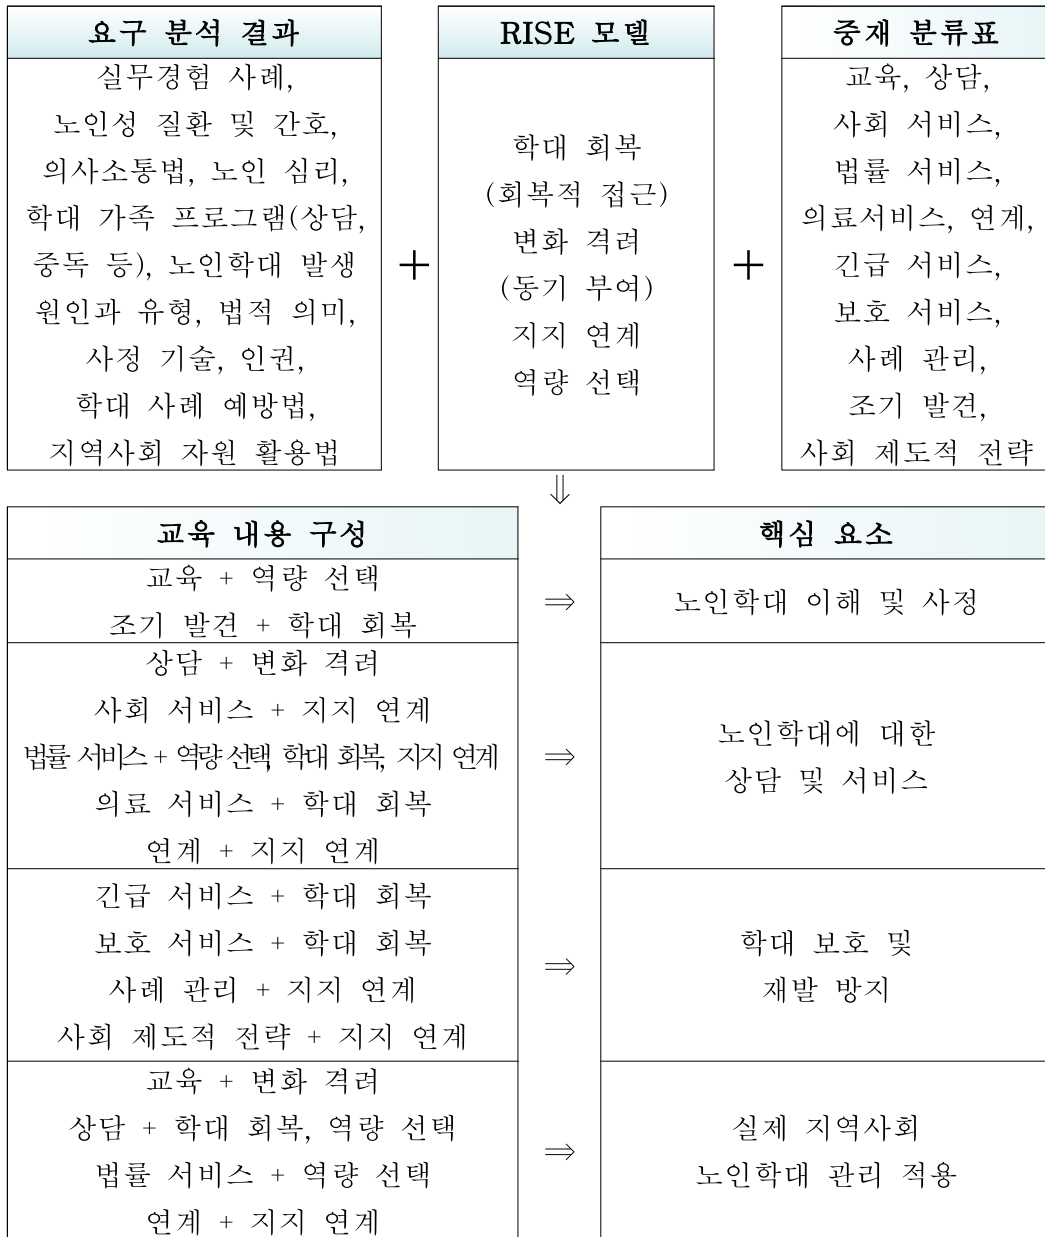 요구 분석 결과
실무경험 사례,
노인성 질환 및 간호,
의사소통법, 노인 심리,
학대 가족 프로그램(상담,
중독 등), 노인학대 발생
원인과 유형, 법적 의미,
사정 기술, 인권,
학대 사례 예방법,
지역사회 자원 활용법
+
RISE 모델
학대 회복
(회복적 접근)
변화 격려
(동기 부여)
지지 연계
역량 선택
+
중재 분류표
교육, 상담,
사회 서비스,
법률 서비스,
의료서비스, 연계,
긴급 서비스,
보호 서비스,
사례 관리,
조기 발견,
사회 제도적 전략
⇓
교육 내용 구성
핵심 요소
교육 + 역량 선택
조기 발견 + 학대 회복
⇒
노인학대 이해 및 사정
상담 + 변화 격려
사회 서비스 + 지지 연계
법률 서비스 + 역량 선택, 학대 회복, 지지 연계
의료 서비스 + 학대 회복
연계 + 지지 연계
⇒
노인학대에 대한
상담 및 서비스
긴급 서비스 + 학대 회복
보호 서비스 + 학대 회복
사례 관리 + 지지 연계
사회 제도적 전략 + 지지 연계
⇒
학대 보호 및
재발 방지
교육 + 변화 격려
상담 + 학대 회복, 역량 선택
법률 서비스 + 역량 선택
연계 + 지지 연계
⇒
실제 지역사회
노인학대 관리 적용